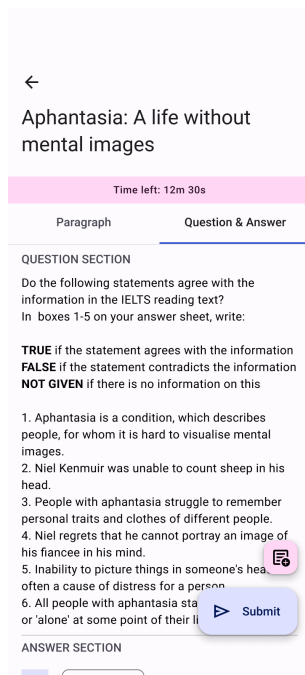 Aphantasia: A life without
mental images
Time left: 12m 30s
Paragraph
Question & Answer
QUESTION SECTION
Do the following statements agree with the
information in the IELTS reading text?
In boxes 1-5 on your answer sheet, write:
TRUE if the statement agrees with the information
FALSE if the statement contradicts the information
NOT GIVEN if there is no information on this
1. Aphantasia is a condition, which describes
people, for whom it is hard to visualise mental
images.
2. Niel Kenmuir was unable to count sheep in his
head.
3. People with aphantasia struggle to remember
personal traits and clothes of different people.
4. Niel regrets that he cannot portray an image of
his fiancee in his mind.
5. Inability to picture things in someone's
often a cause of distress for a person
6. All people with aphantasia
or 'alone' at some point of their
Submit
ANSWER SECTION